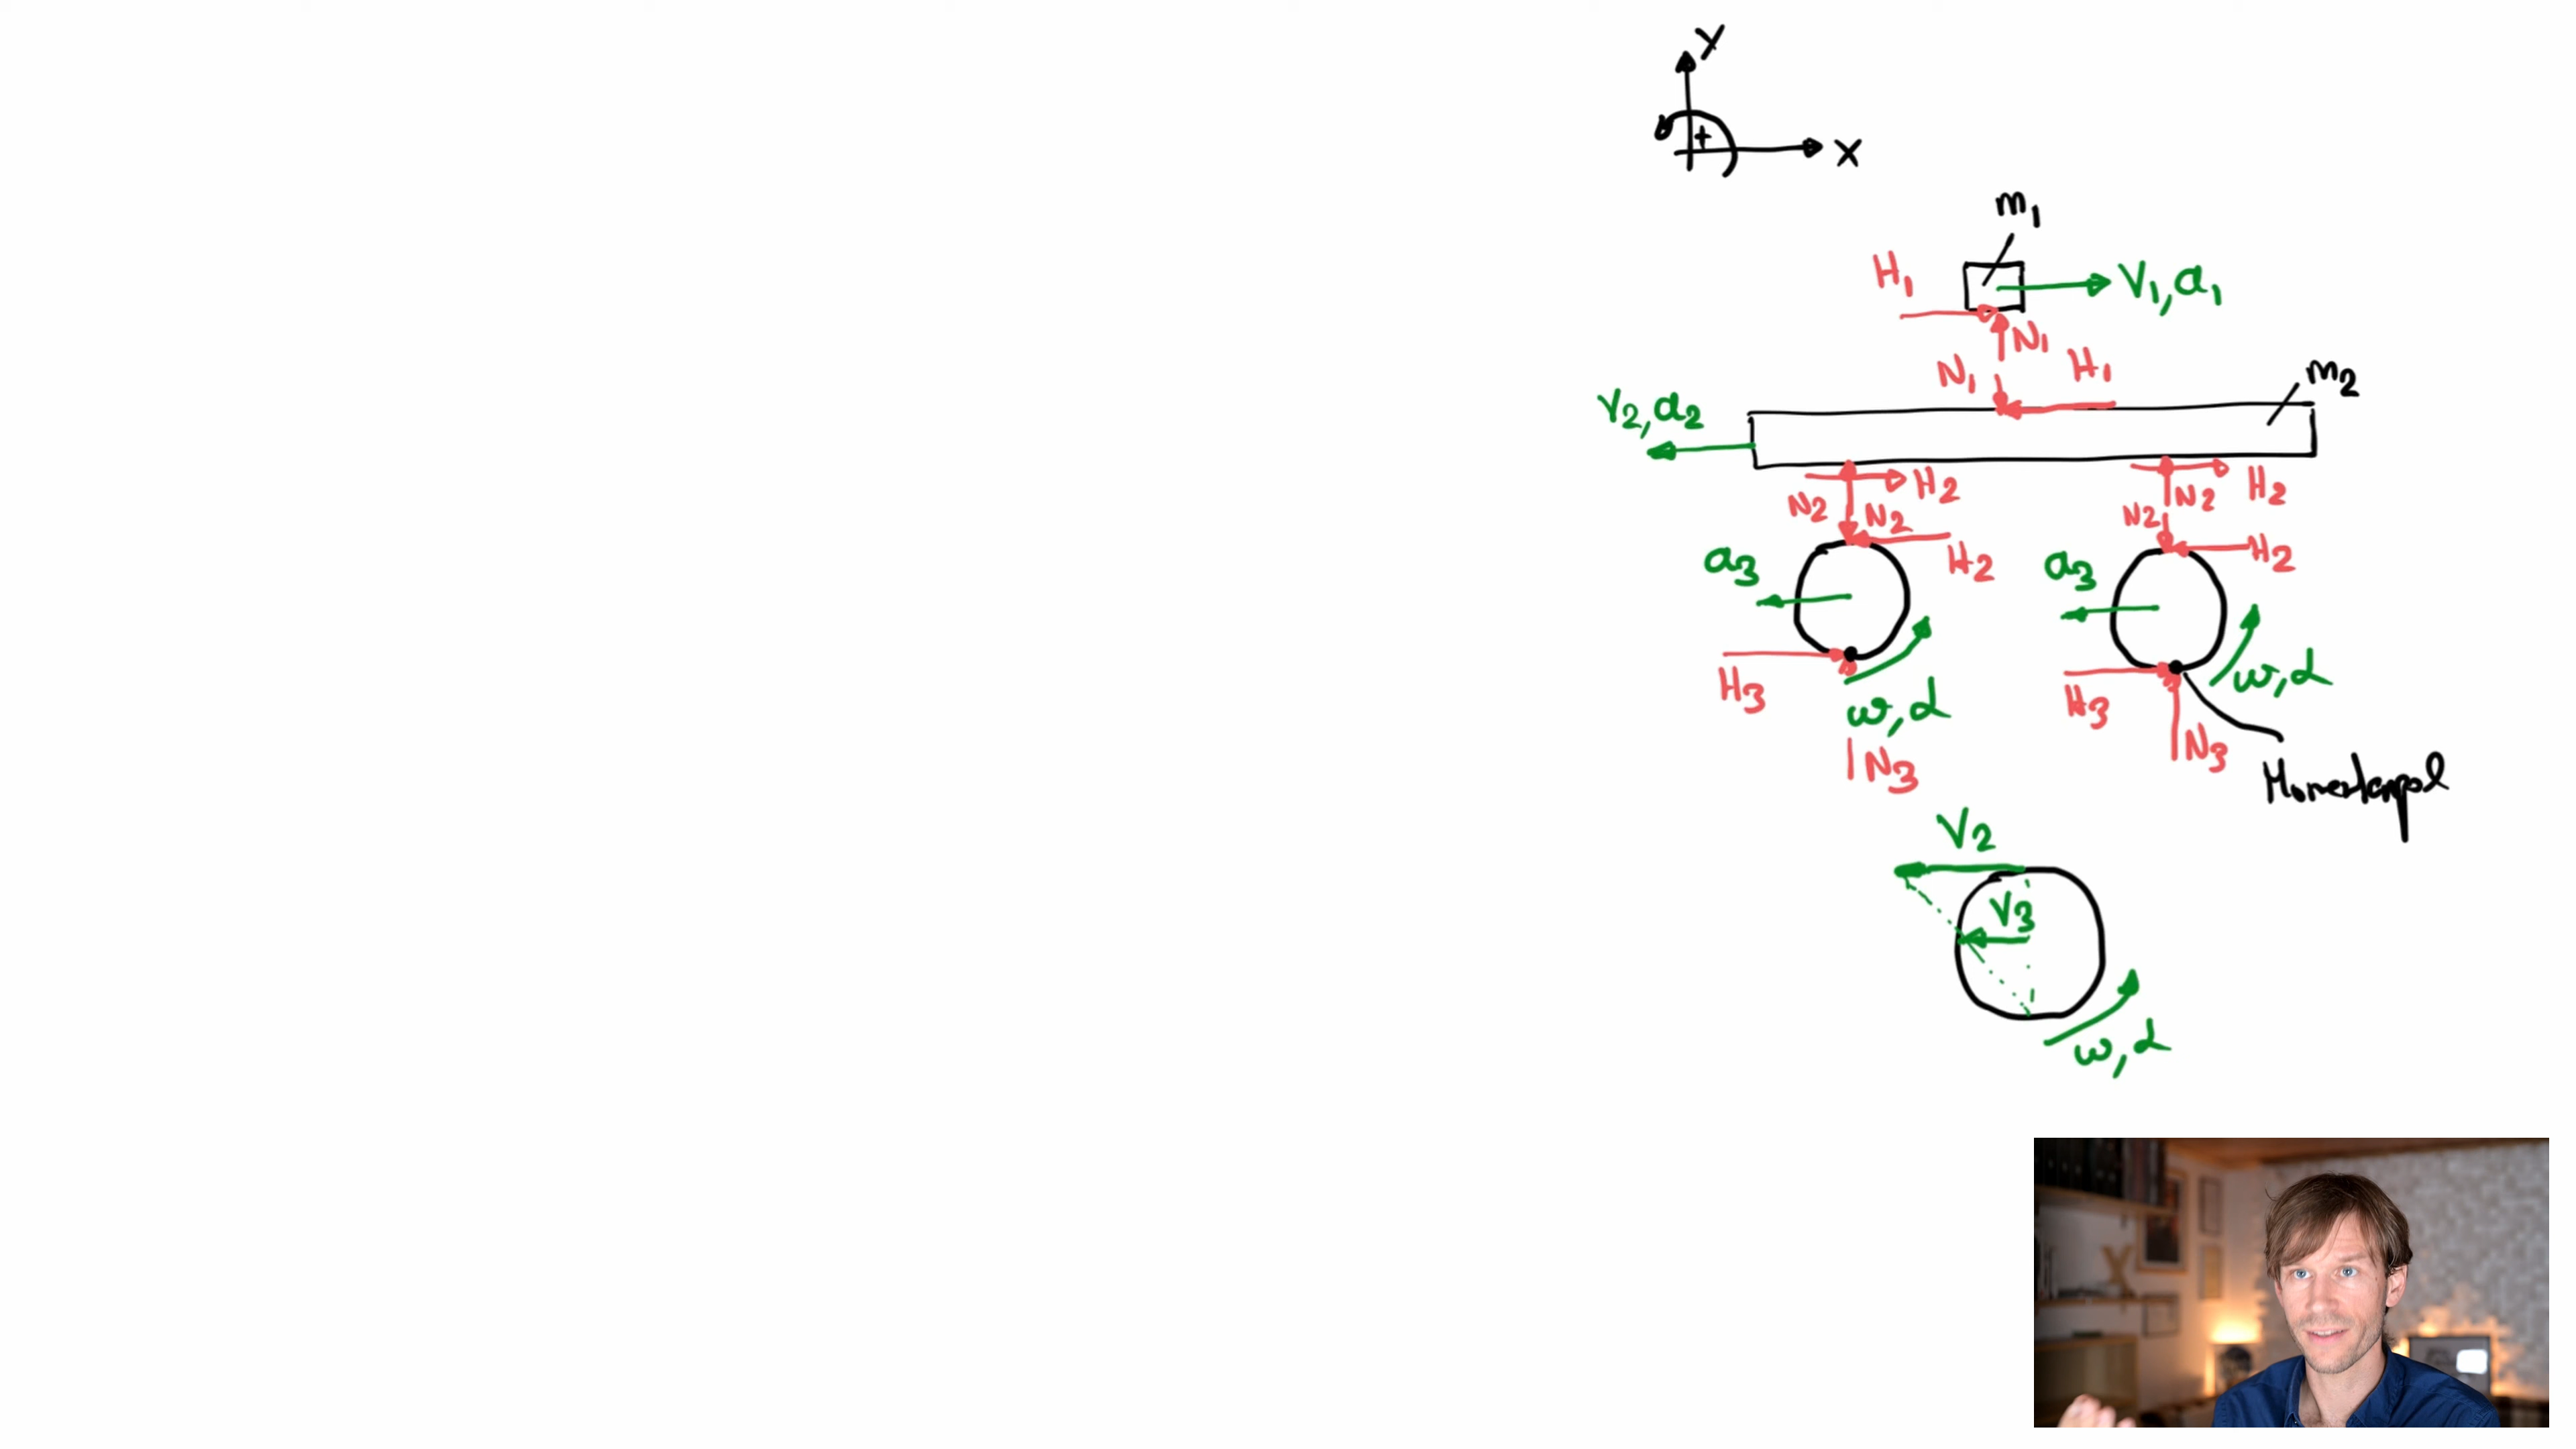 y
+
x
m₁
H₁
V₁, a₁
N₁
N₁
H₁
m₂
V₂, a₂
N₂
H₂
N₂
H₂
N₂
H₂
N₂
H₂
a₃
a₃
H₃
ω, α
N₃
H₃
ω, α
N₃
Momentanpol
V₂
V₃
ω, α